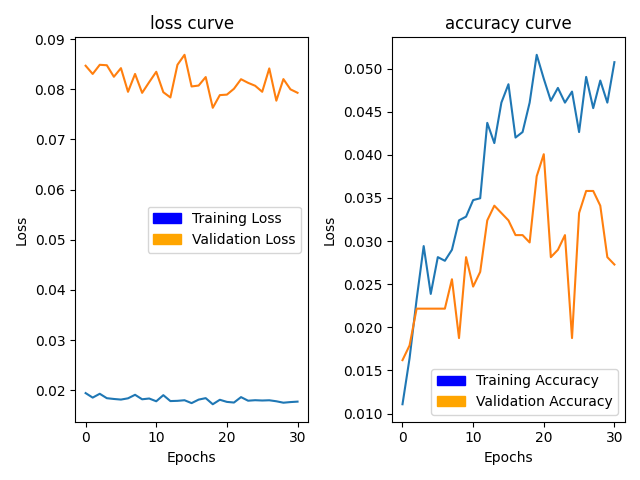 loss curve
0.09
0.08
0.07
0.06
0.05
0.04
0.03
0.02
Loss
Training Loss
Validation Loss
0
10
20
30
Epochs
accuracy curve
0.050
0.045
0.040
0.035
0.030
0.025
0.020
0.015
0.010
Loss
Training Accuracy
Validation Accuracy
0
10
20
30
Epochs